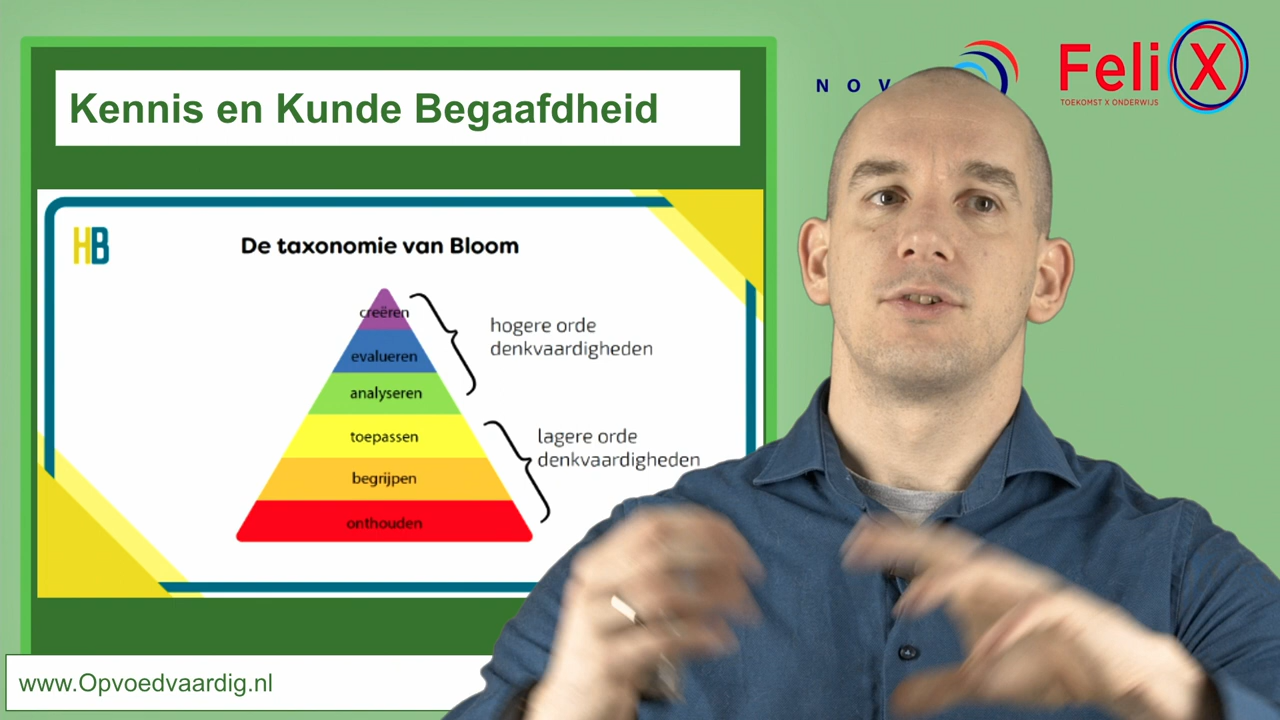 Kennis en Kunde Begaafdheid
NOV
FeliX
TOEKOMST X ONDERWIJS
HB
De taxonomie van Bloom
creëren
evalueren
analyseren
toepassen
begrijpen
onthouden
hogere orde
denkvaardigheden
lagere orde
denkvaardigheden
www.Opvoedvaardig.nl